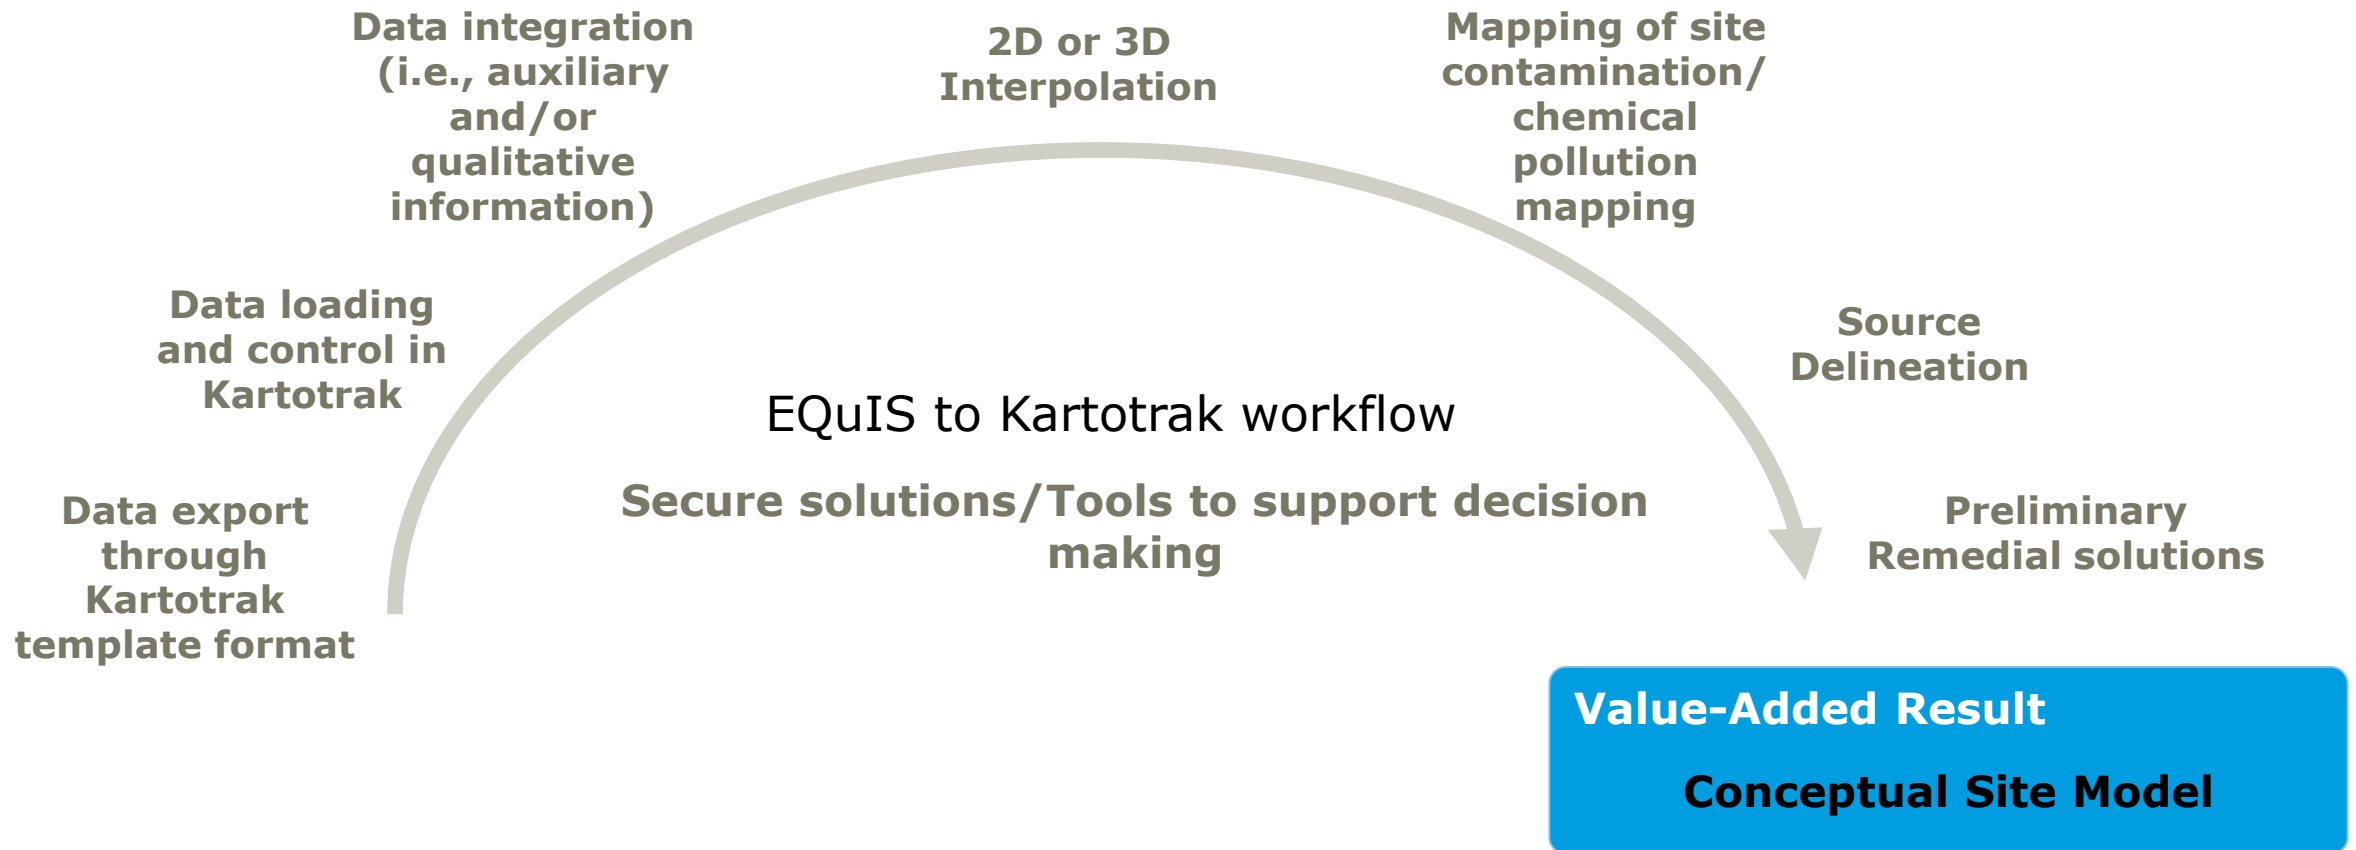 Data export
through
Kartotrak
template format
Data loading
and control in
Kartotrak
Data integration
(i.e., auxiliary
and/or
qualitative
information)
2D or 3D
Interpolation
Mapping of site
contamination/
chemical
pollution
mapping
Source
Delineation
Preliminary
Remedial solutions
EQuIS to Kartotrak workflow
Secure solutions/Tools to support decision
making
Value-Added Result
Conceptual Site Model